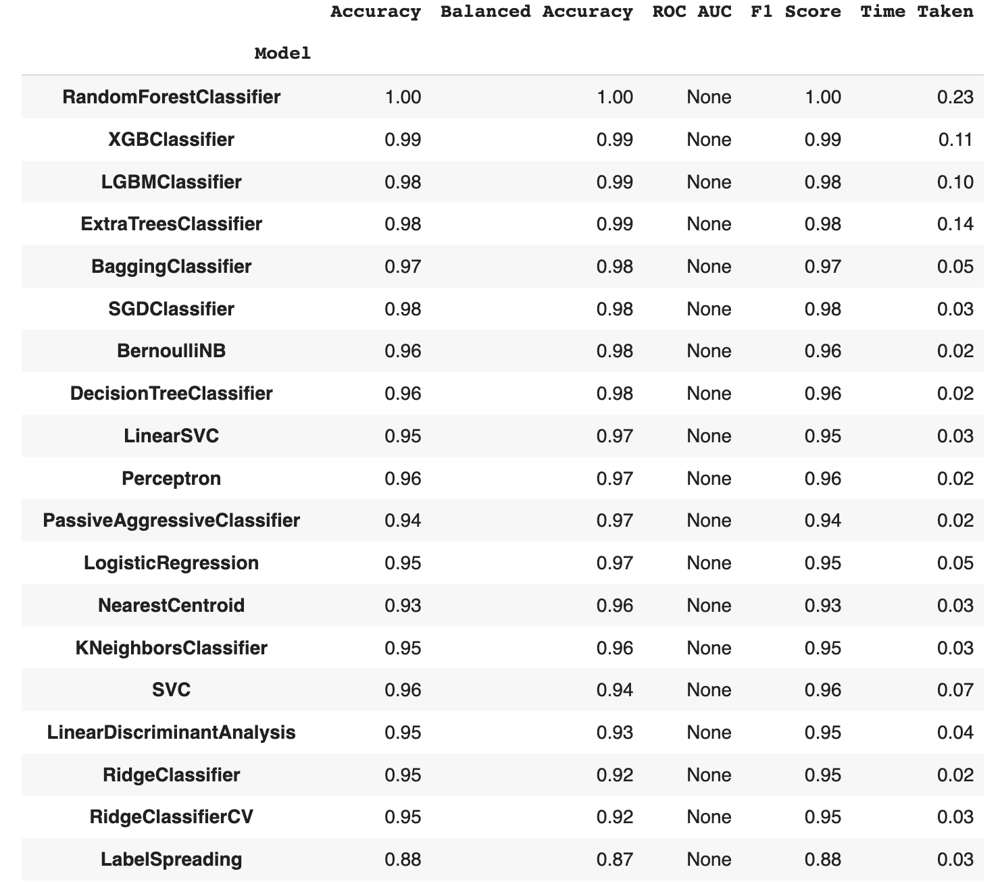 Accuracy Balanced Accuracy ROC AUC F1 Score Time Taken
Model
RandomForestClassifier 1.00 1.00 None 1.00 0.23
XGBClassifier 0.99 0.99 None 0.99 0.11
LGBMClassifier 0.98 0.99 None 0.98 0.10
ExtraTreesClassifier 0.98 0.99 None 0.98 0.14
BaggingClassifier 0.97 0.98 None 0.97 0.05
SGDClassifier 0.98 0.98 None 0.98 0.03
BernoulliNB 0.96 0.98 None 0.96 0.02
DecisionTreeClassifier 0.96 0.98 None 0.96 0.02
LinearSVC 0.95 0.97 None 0.95 0.03
Perceptron 0.96 0.97 None 0.96 0.02
PassiveAggressiveClassifier 0.94 0.97 None 0.94 0.02
LogisticRegression 0.95 0.97 None 0.95 0.05
NearestCentroid 0.93 0.96 None 0.93 0.03
KNeighborsClassifier 0.95 0.96 None 0.95 0.03
SVC 0.96 0.94 None 0.96 0.07
LinearDiscriminantAnalysis 0.95 0.93 None 0.95 0.04
RidgeClassifier 0.95 0.92 None 0.95 0.02
RidgeClassifierCV 0.95 0.92 None 0.95 0.03
LabelSpreading 0.88 0.87 None 0.88 0.03